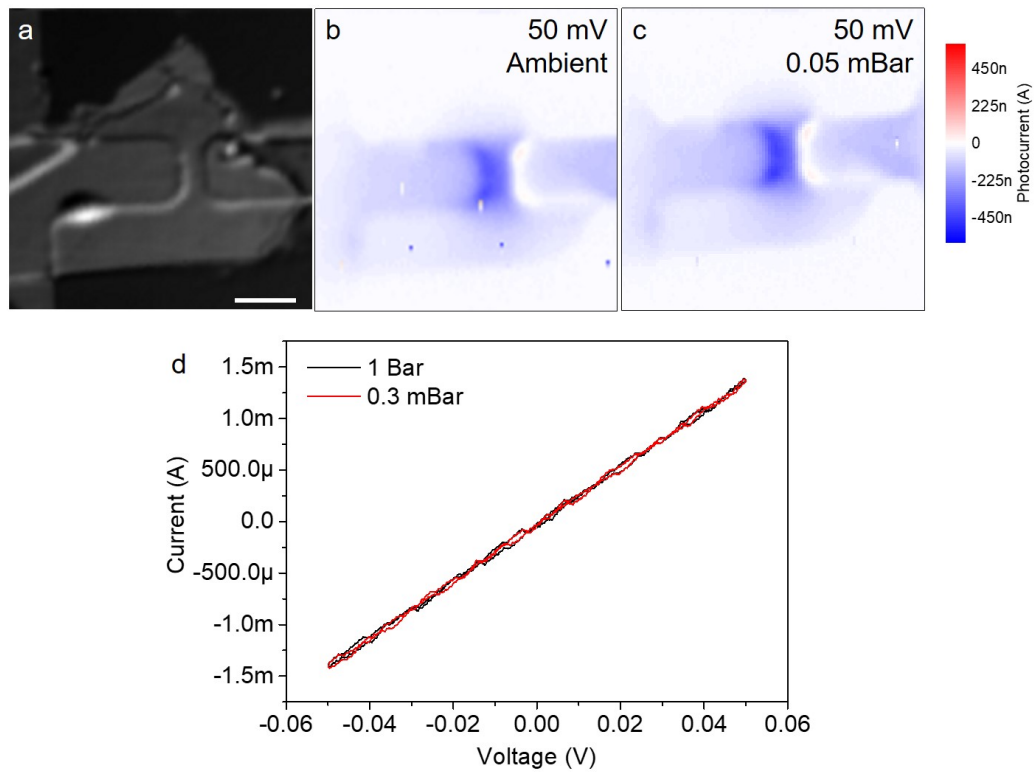 a
b
50 mV
Ambient
c
50 mV
0.05 mBar
450n
225n
0
-225n
-450n
Photocurrent (A)
d
1 Bar
0.3 mBar
1.5m
1.0m
500.0µ
0.0
-500.0µ
-1.0m
-1.5m
Current (A)
-0.06 -0.04 -0.02 0.00 0.02 0.04 0.06
Voltage (V)